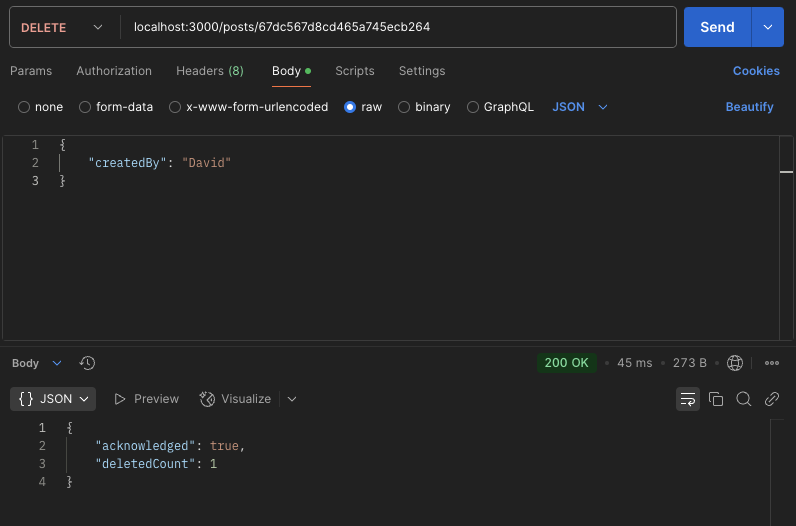 DELETE localhost:3000/posts/67dc567d8cd465a745ecb264 Send
Params Authorization Headers (8) Body Scripts Settings Cookies
none form-data x-www-form-urlencoded raw binary GraphQL JSON Beautify
1 {
2 "createdBy": "David"
3 }
Body 200 OK 45 ms 273 B
{} JSON Preview Visualize
1 {
2 "acknowledged": true,
3 "deletedCount": 1
4 }